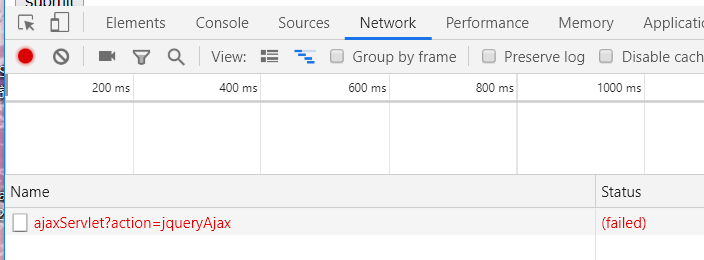 submit
Elements Console Sources Network Performance Memory Applicati
View: Group by frame Preserve log Disable cach
200 ms 400 ms 600 ms 800 ms 1000 ms
Name Status
ajaxServlet?action=jqueryAjax (failed)